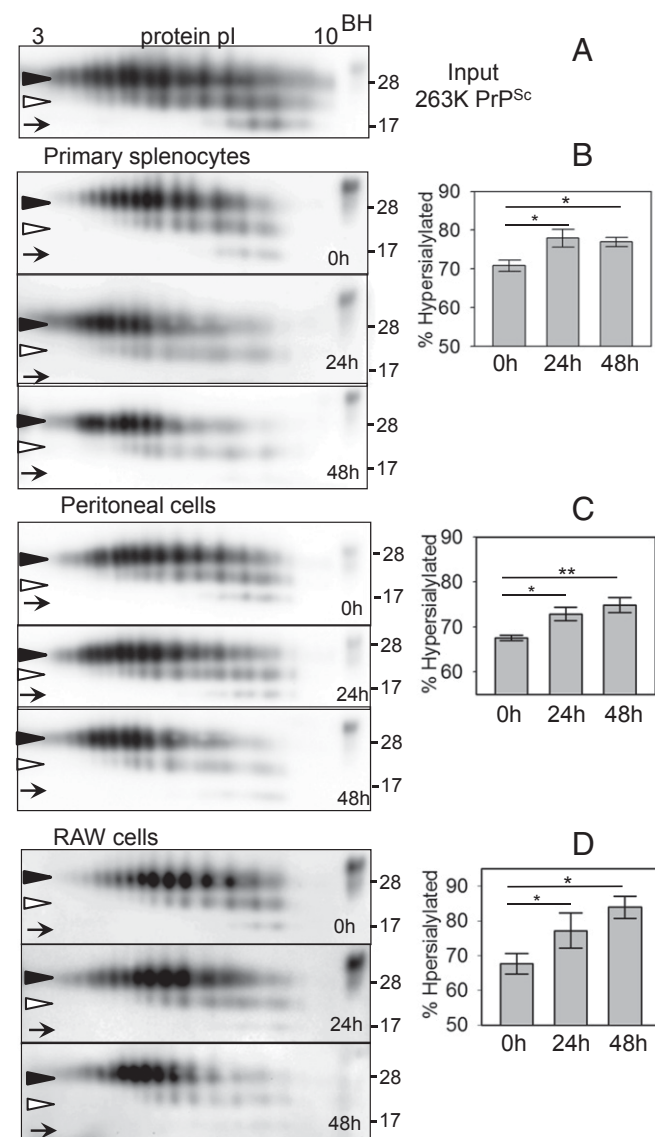 3 protein pI 10 BH
A
28
17
Input
263K PrPSc
Primary splenocytes
B
28
17
0h
28
17
24h
28
17
48h
% Hypersialylated
90
80
70
60
50
0h 24h 48h
*
*
Peritoneal cells
C
28
17
0h
28
17
24h
28
17
48h
% Hypersialylated
90
80
70
60
0h 24h 48h
**
*
RAW cells
D
28
17
0h
28
17
24h
28
17
48h
% Hpersialylated
90
80
70
60
50
0h 24h 48h
*
*